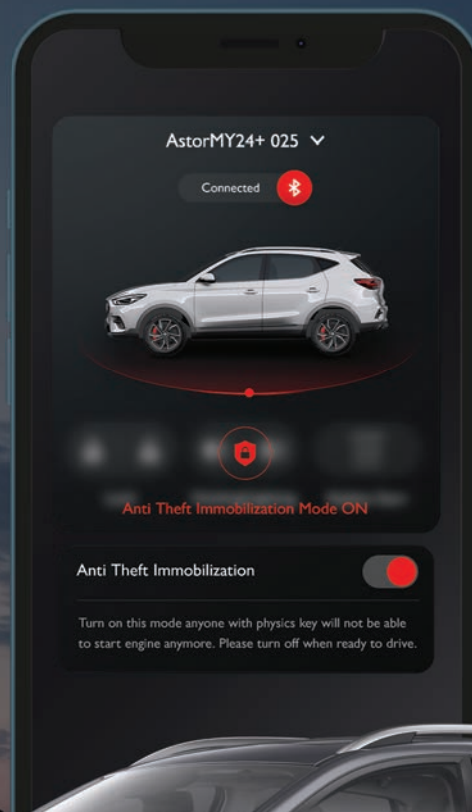 AstorMY24+ 025
Connected
Anti Theft Immobilization Mode ON
Anti Theft Immobilization
Turn on this mode anyone with physics key will not be able
to start engine anymore. Please turn off when ready to drive.